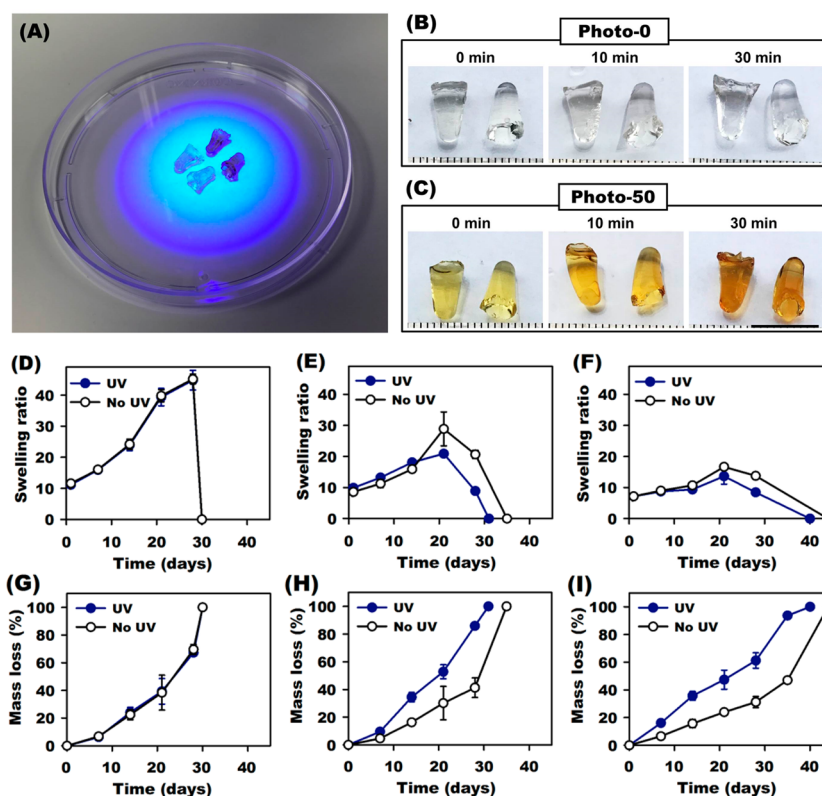 (A)
(B)
Photo-0
0 min 10 min 30 min
(C)
Photo-50
0 min 10 min 30 min
(D)
UV
No UV
Swelling ratio
40
30
20
10
0
0 10 20 30 40
Time (days)
(E)
UV
No UV
Swelling ratio
40
30
20
10
0
0 10 20 30 40
Time (days)
(F)
UV
No UV
Swelling ratio
40
30
20
10
0
0 10 20 30 40
Time (days)
(G)
UV
No UV
Mass loss (%)
100
80
60
40
20
0
0 10 20 30 40
Time (days)
(H)
UV
No UV
Mass loss (%)
100
80
60
40
20
0
0 10 20 30 40
Time (days)
(I)
UV
No UV
Mass loss (%)
100
80
60
40
20
0
0 10 20 30 40
Time (days)